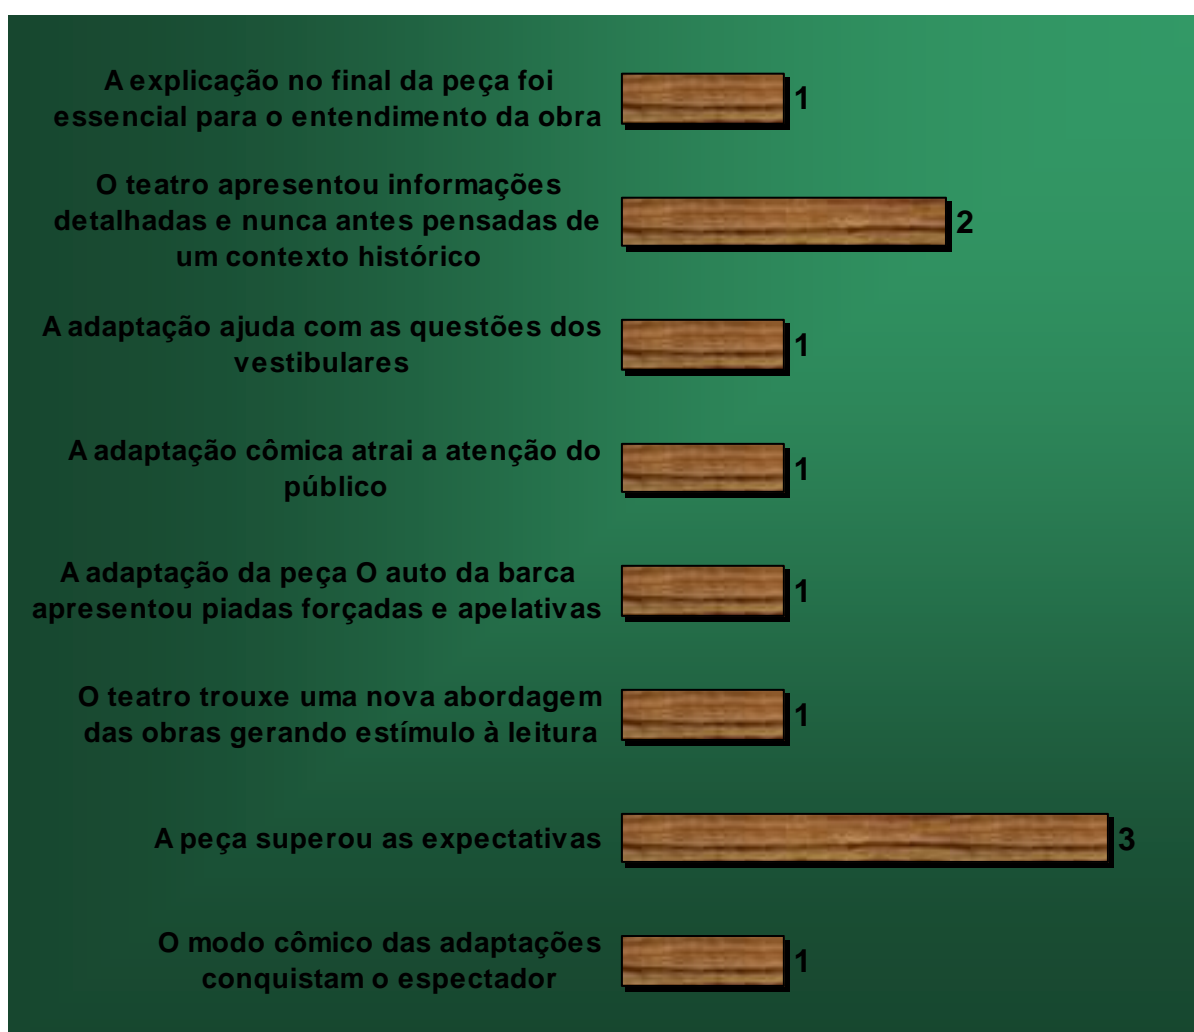 A explicação no final da peça foi
essencial para o entendimento da obra
1
O teatro apresentou informações
detalhadas e nunca antes pensadas de
um contexto histórico
2
A adaptação ajuda com as questões dos
vestibulares
1
A adaptação cômica atrai a atenção do
público
1
A adaptação da peça O auto da barca
apresentou piadas forçadas e apelativas
1
O teatro trouxe uma nova abordagem
das obras gerando estímulo à leitura
1
A peça superou as expectativas
3
O modo cômico das adaptações
conquistam o espectador
1